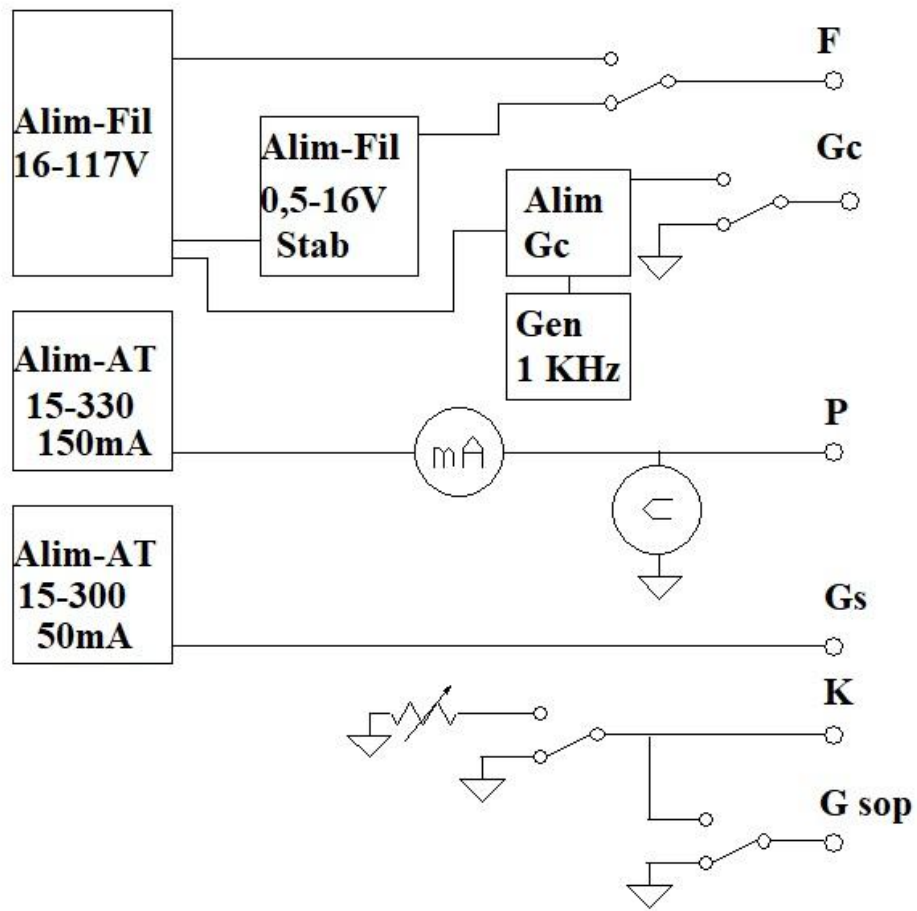 F
Alim-Fil
16-117V
Alim-Fil
0,5-16V
Stab
Gc
Alim
Gc
Gen
1 KHz
Alim-AT
15-330
150mA
mA
P
Alim-AT
15-300
50mA
Gs
K
G sop